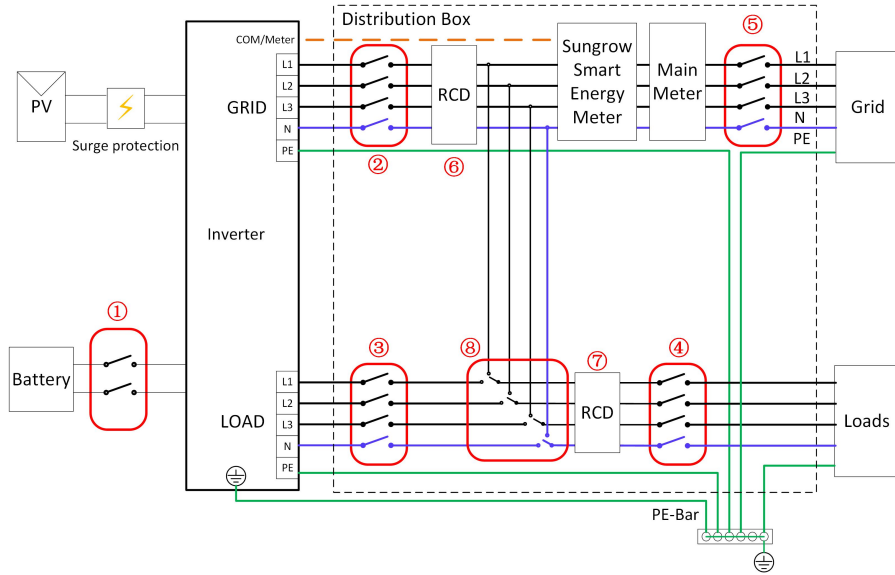 Distribution Box
⑤
COM/Meter
Sungrow
Smart
Energy
Meter
Main
Meter
L1
L2
L3
N
PE
Grid
PV
Surge protection
GRID
L1
L2
L3
N
PE
RCD
②
⑥
Inverter
①
Battery
③
⑧
⑦
④
LOAD
L1
L2
L3
N
PE
RCD
Loads
PE-Bar